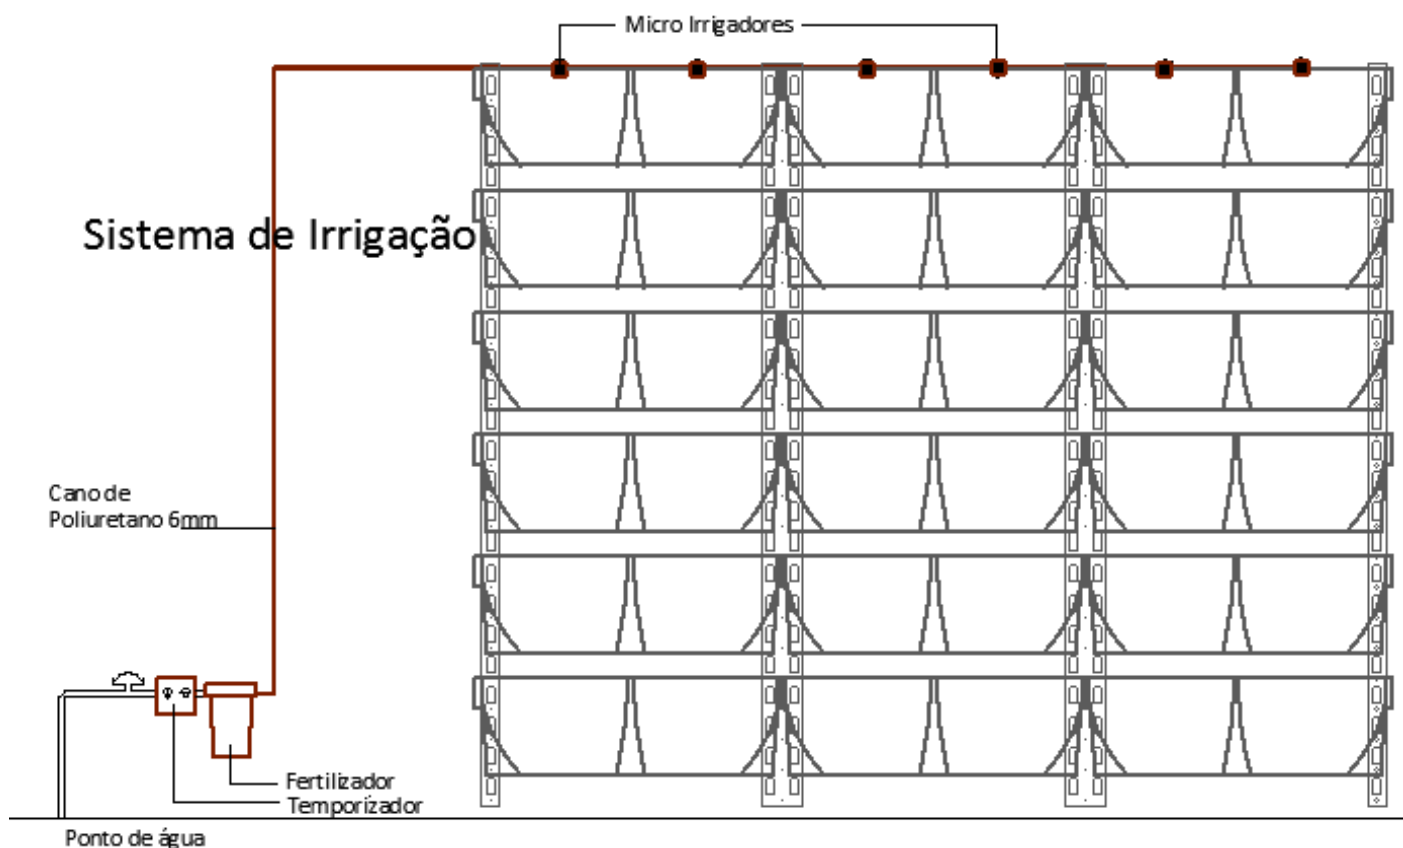 Micro Irrigadores
Sistema de Irrigação
Cano de
Poliuretano 6mm
Fertilizador
Temporizador
Ponto de água